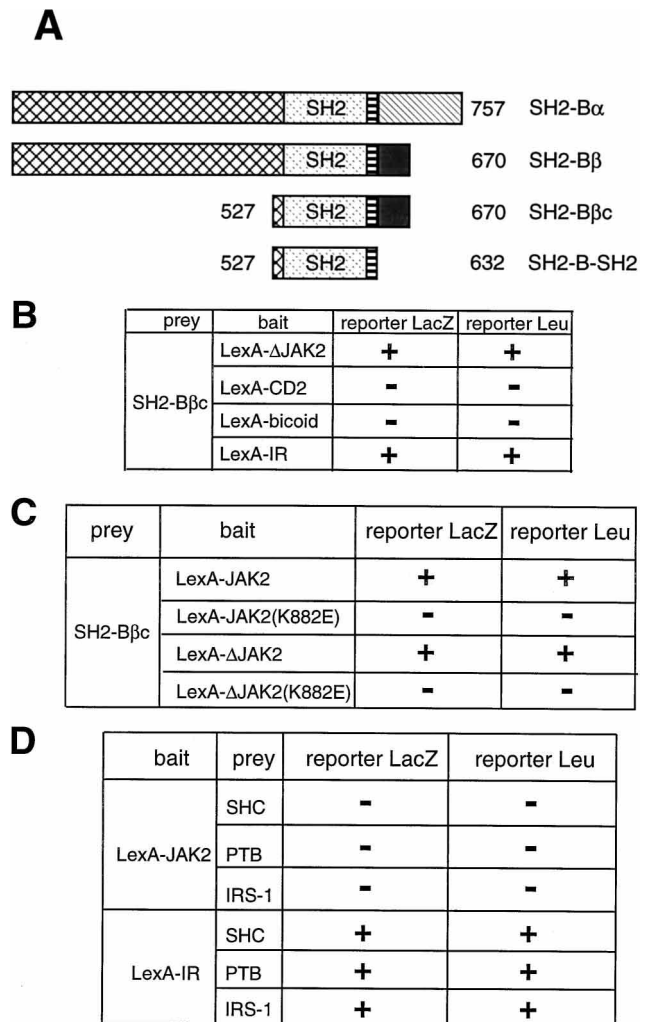 A
SH2 757 SH2-Bα
SH2 670 SH2-Bβ
527 SH2 670 SH2-Bβc
527 SH2 632 SH2-B-SH2
B
prey bait reporter LacZ reporter Leu
SH2-Bβc
LexA-ΔJAK2 + +
LexA-CD2 - -
LexA-bicoid - -
LexA-IR + +
C
prey bait reporter LacZ reporter Leu
SH2-Bβc
LexA-JAK2 + +
LexA-JAK2(K882E) - -
LexA-ΔJAK2 + +
LexA-ΔJAK2(K882E) - -
D
bait prey reporter LacZ reporter Leu
LexA-JAK2
SHC - -
PTB - -
IRS-1 - -
LexA-IR
SHC + +
PTB + +
IRS-1 + +